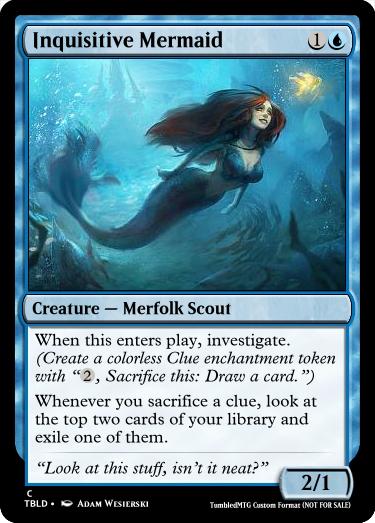 Inquisitive Mermaid 1
Creature — Merfolk Scout
When this enters play, investigate.
(Create a colorless Clue enchantment token
with “2, Sacrifice this: Draw a card.”)
Whenever you sacrifice a clue, look at
the top two cards of your library and
exile one of them.
“Look at this stuff, isn’t it neat?”
2/1
C
TBLD • Adam Wesierski
TumbledMTG Custom Format (NOT FOR SALE)